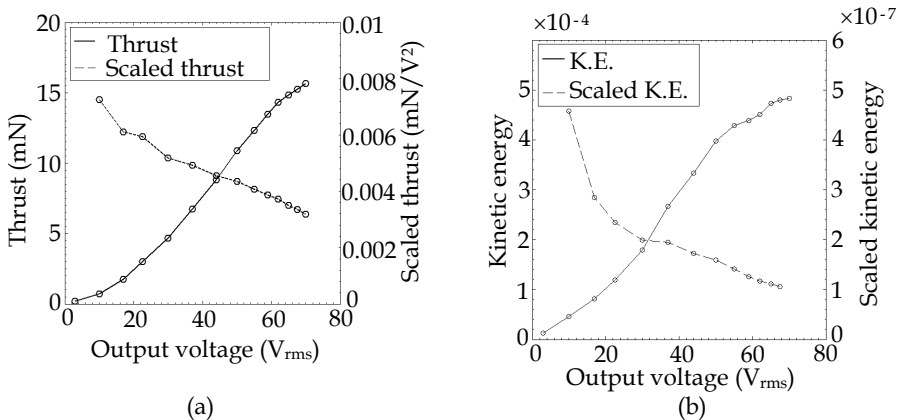 20
15
10
5
0
Thrust (mN)
Thrust
Scaled thrust
0.01
0.008
0.006
0.004
0.002
0
Scaled thrust (mN/V²)
0 20 40 60 80
Output voltage (Vrms)
(a)
×10⁻⁴
×10⁻⁷
5
4
3
2
1
0
Kinetic energy
K.E.
Scaled K.E.
6
5
4
3
2
1
0
Scaled kinetic energy
0 20 40 60 80
Output voltage (Vrms)
(b)